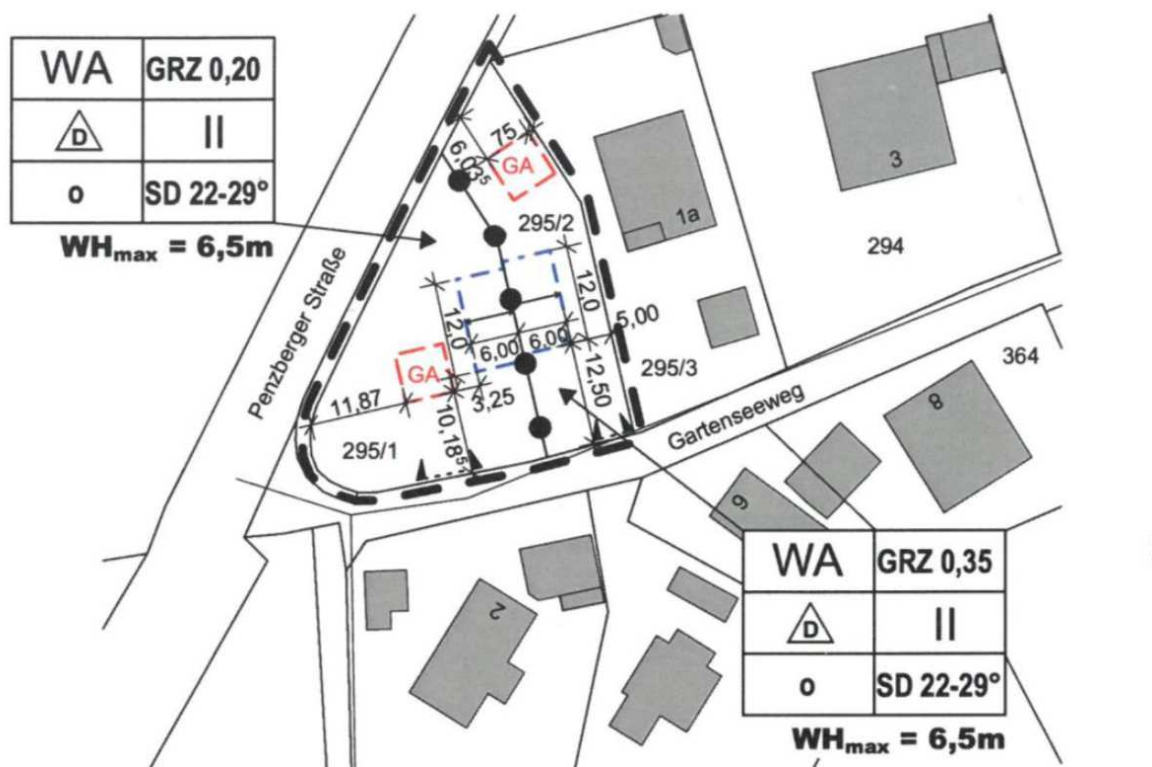 WA GRZ 0,20
D II
o SD 22-29°
WHmax = 6,5m
Penzberger Straße
75
6,03⁵
GA
295/2
1a
3
294
12,0
12,0
5,00
6,00 6,00
GA
3,25
12,50
295/3
364
11,87
10,18⁵
295/1
Gartenseeweg
8
9
2
WA GRZ 0,35
D II
o SD 22-29°
WHmax = 6,5m